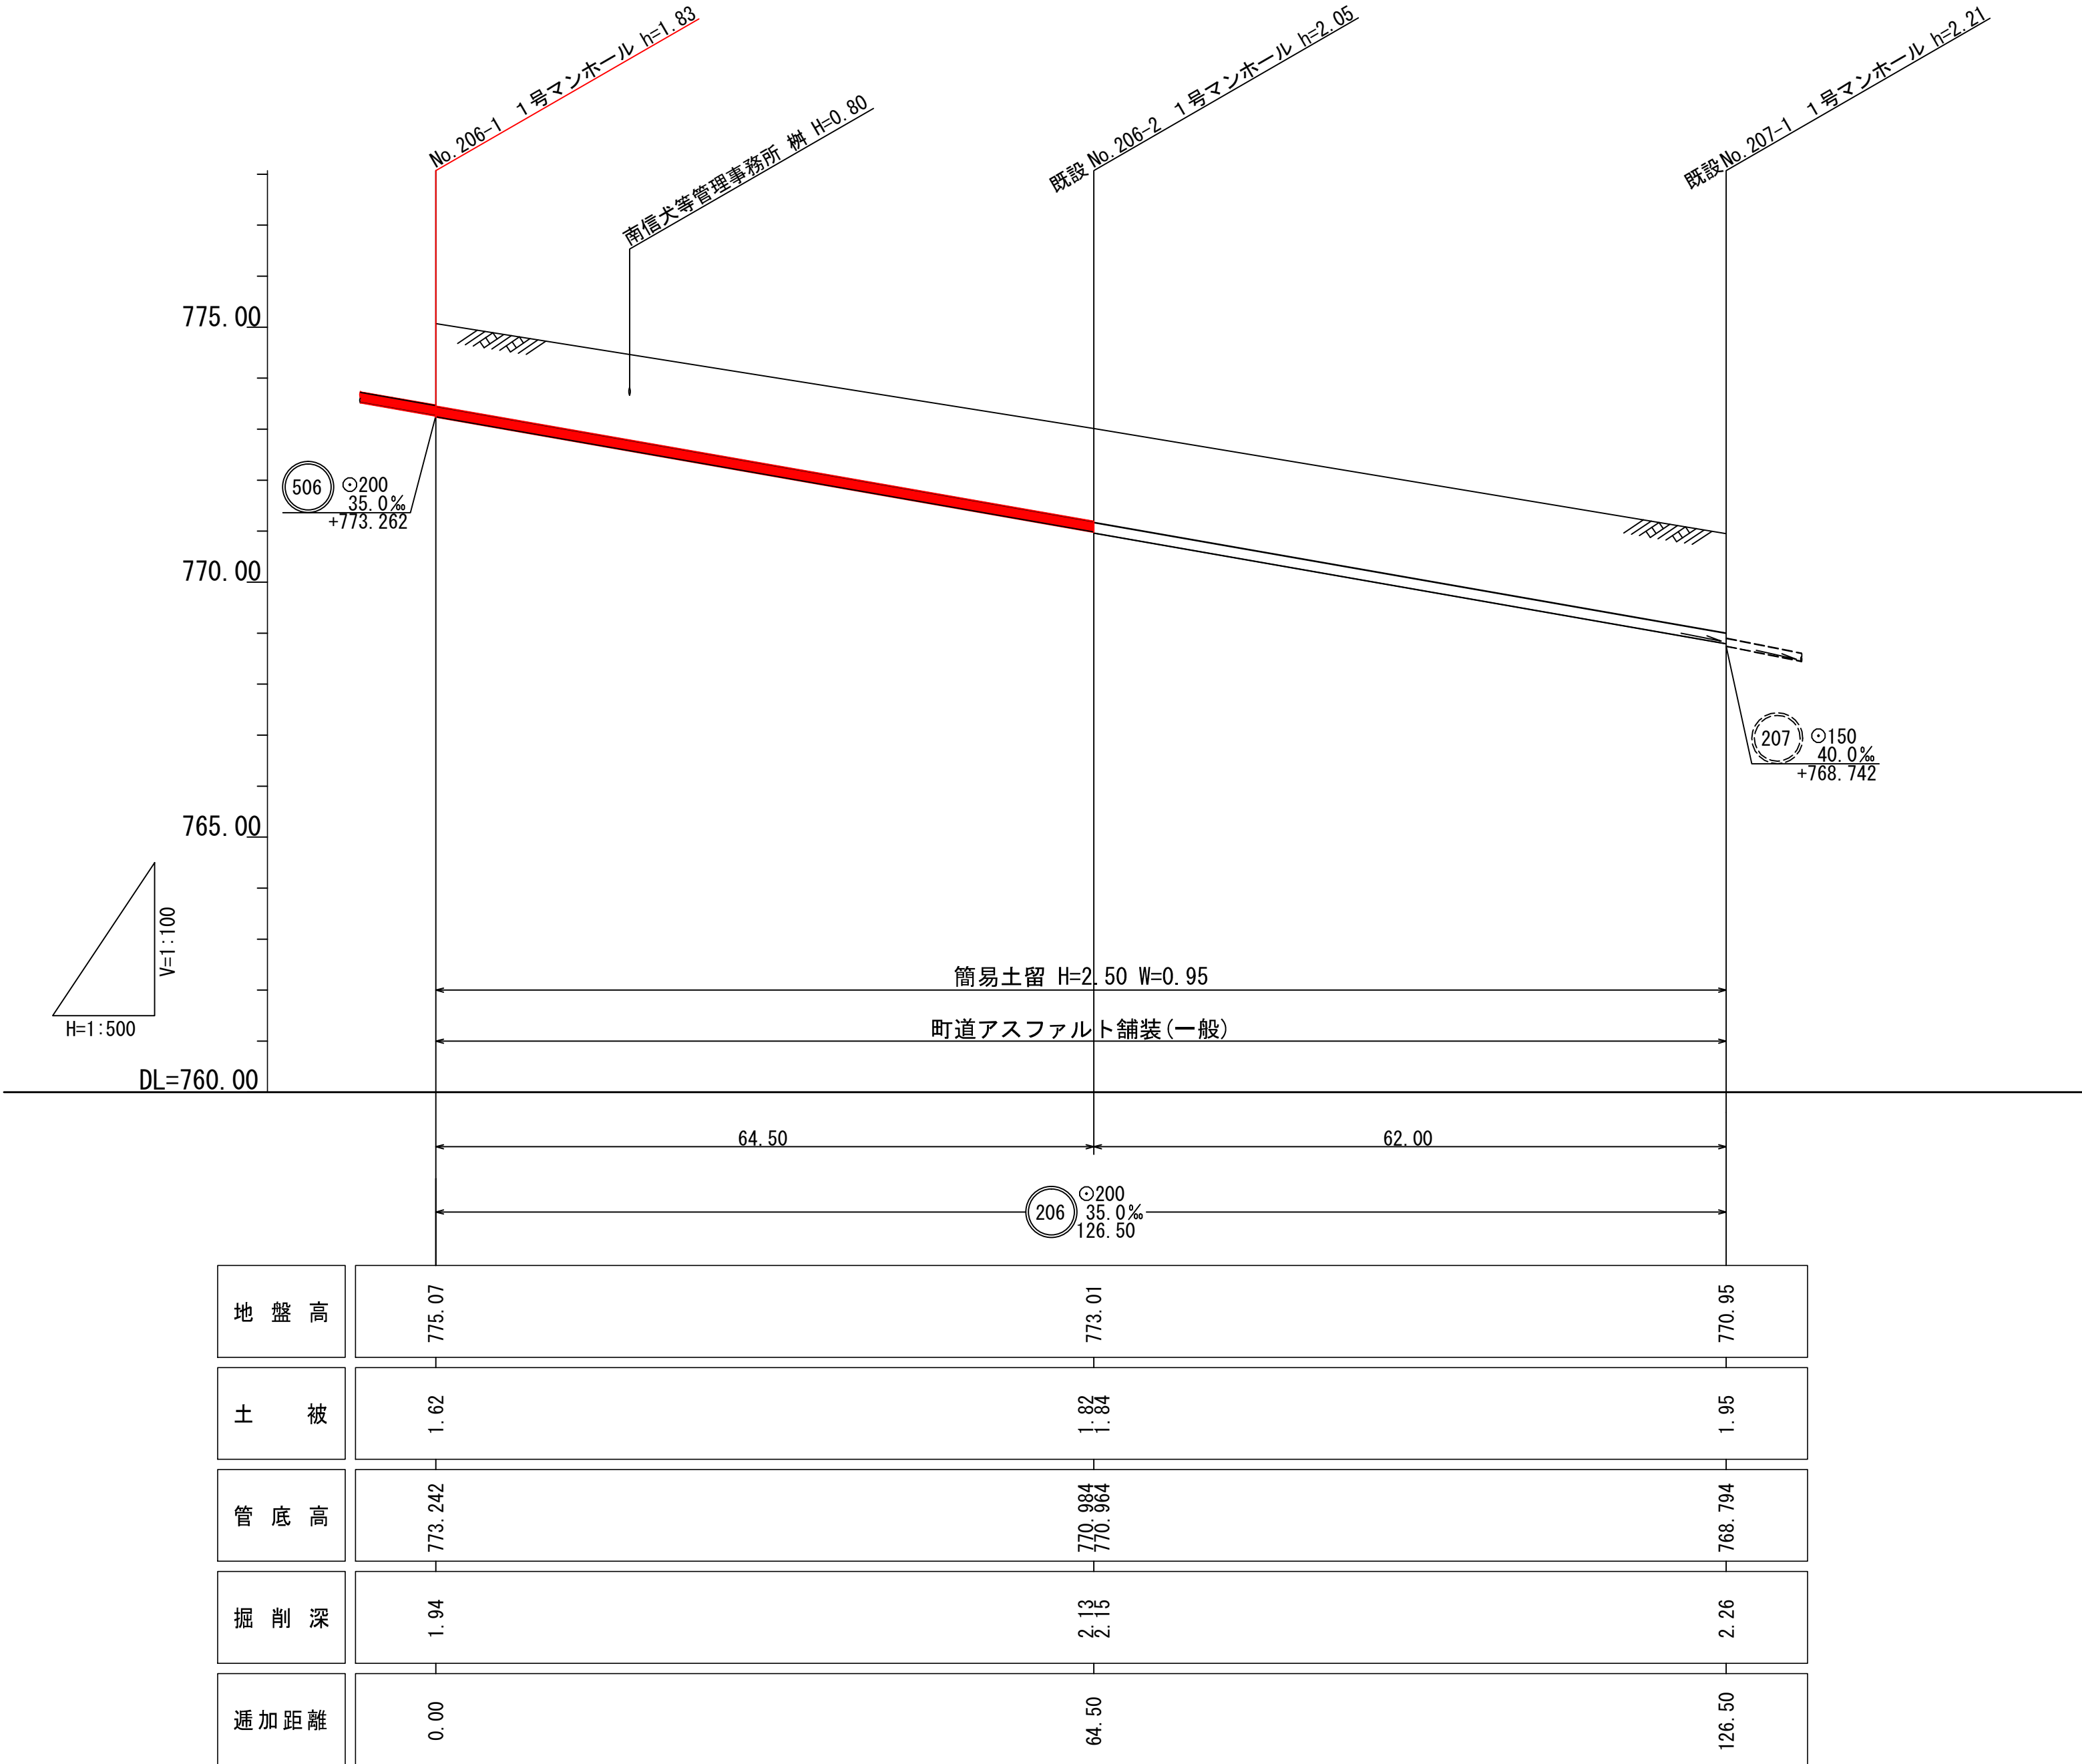 No.206-1　１号マンホール h=1.83
南信犬等管理事務所 桝 H=0.80
既設 No.206-2　１号マンホール h=2.05
既設 No.207-1　１号マンホール h=2.21
775.00
506 ⊙200
35.0‰
+773.262
770.00
207 ⊙150
40.0‰
+768.742
765.00
V=1:100
H=1:500
簡易土留 H=2.50 W=0.95
町道アスファルト舗装(一般)
DL=760.00
64.50 62.00
206 ⊙200
35.0‰
126.50
地盤高 775.07 773.01 770.95
土被 1.62 1.82 1.84 1.95
管底高 773.242 770.984 770.964 768.794
掘削深 1.94 2.13 2.15 2.26
逓加距離 0.00 64.50 126.50